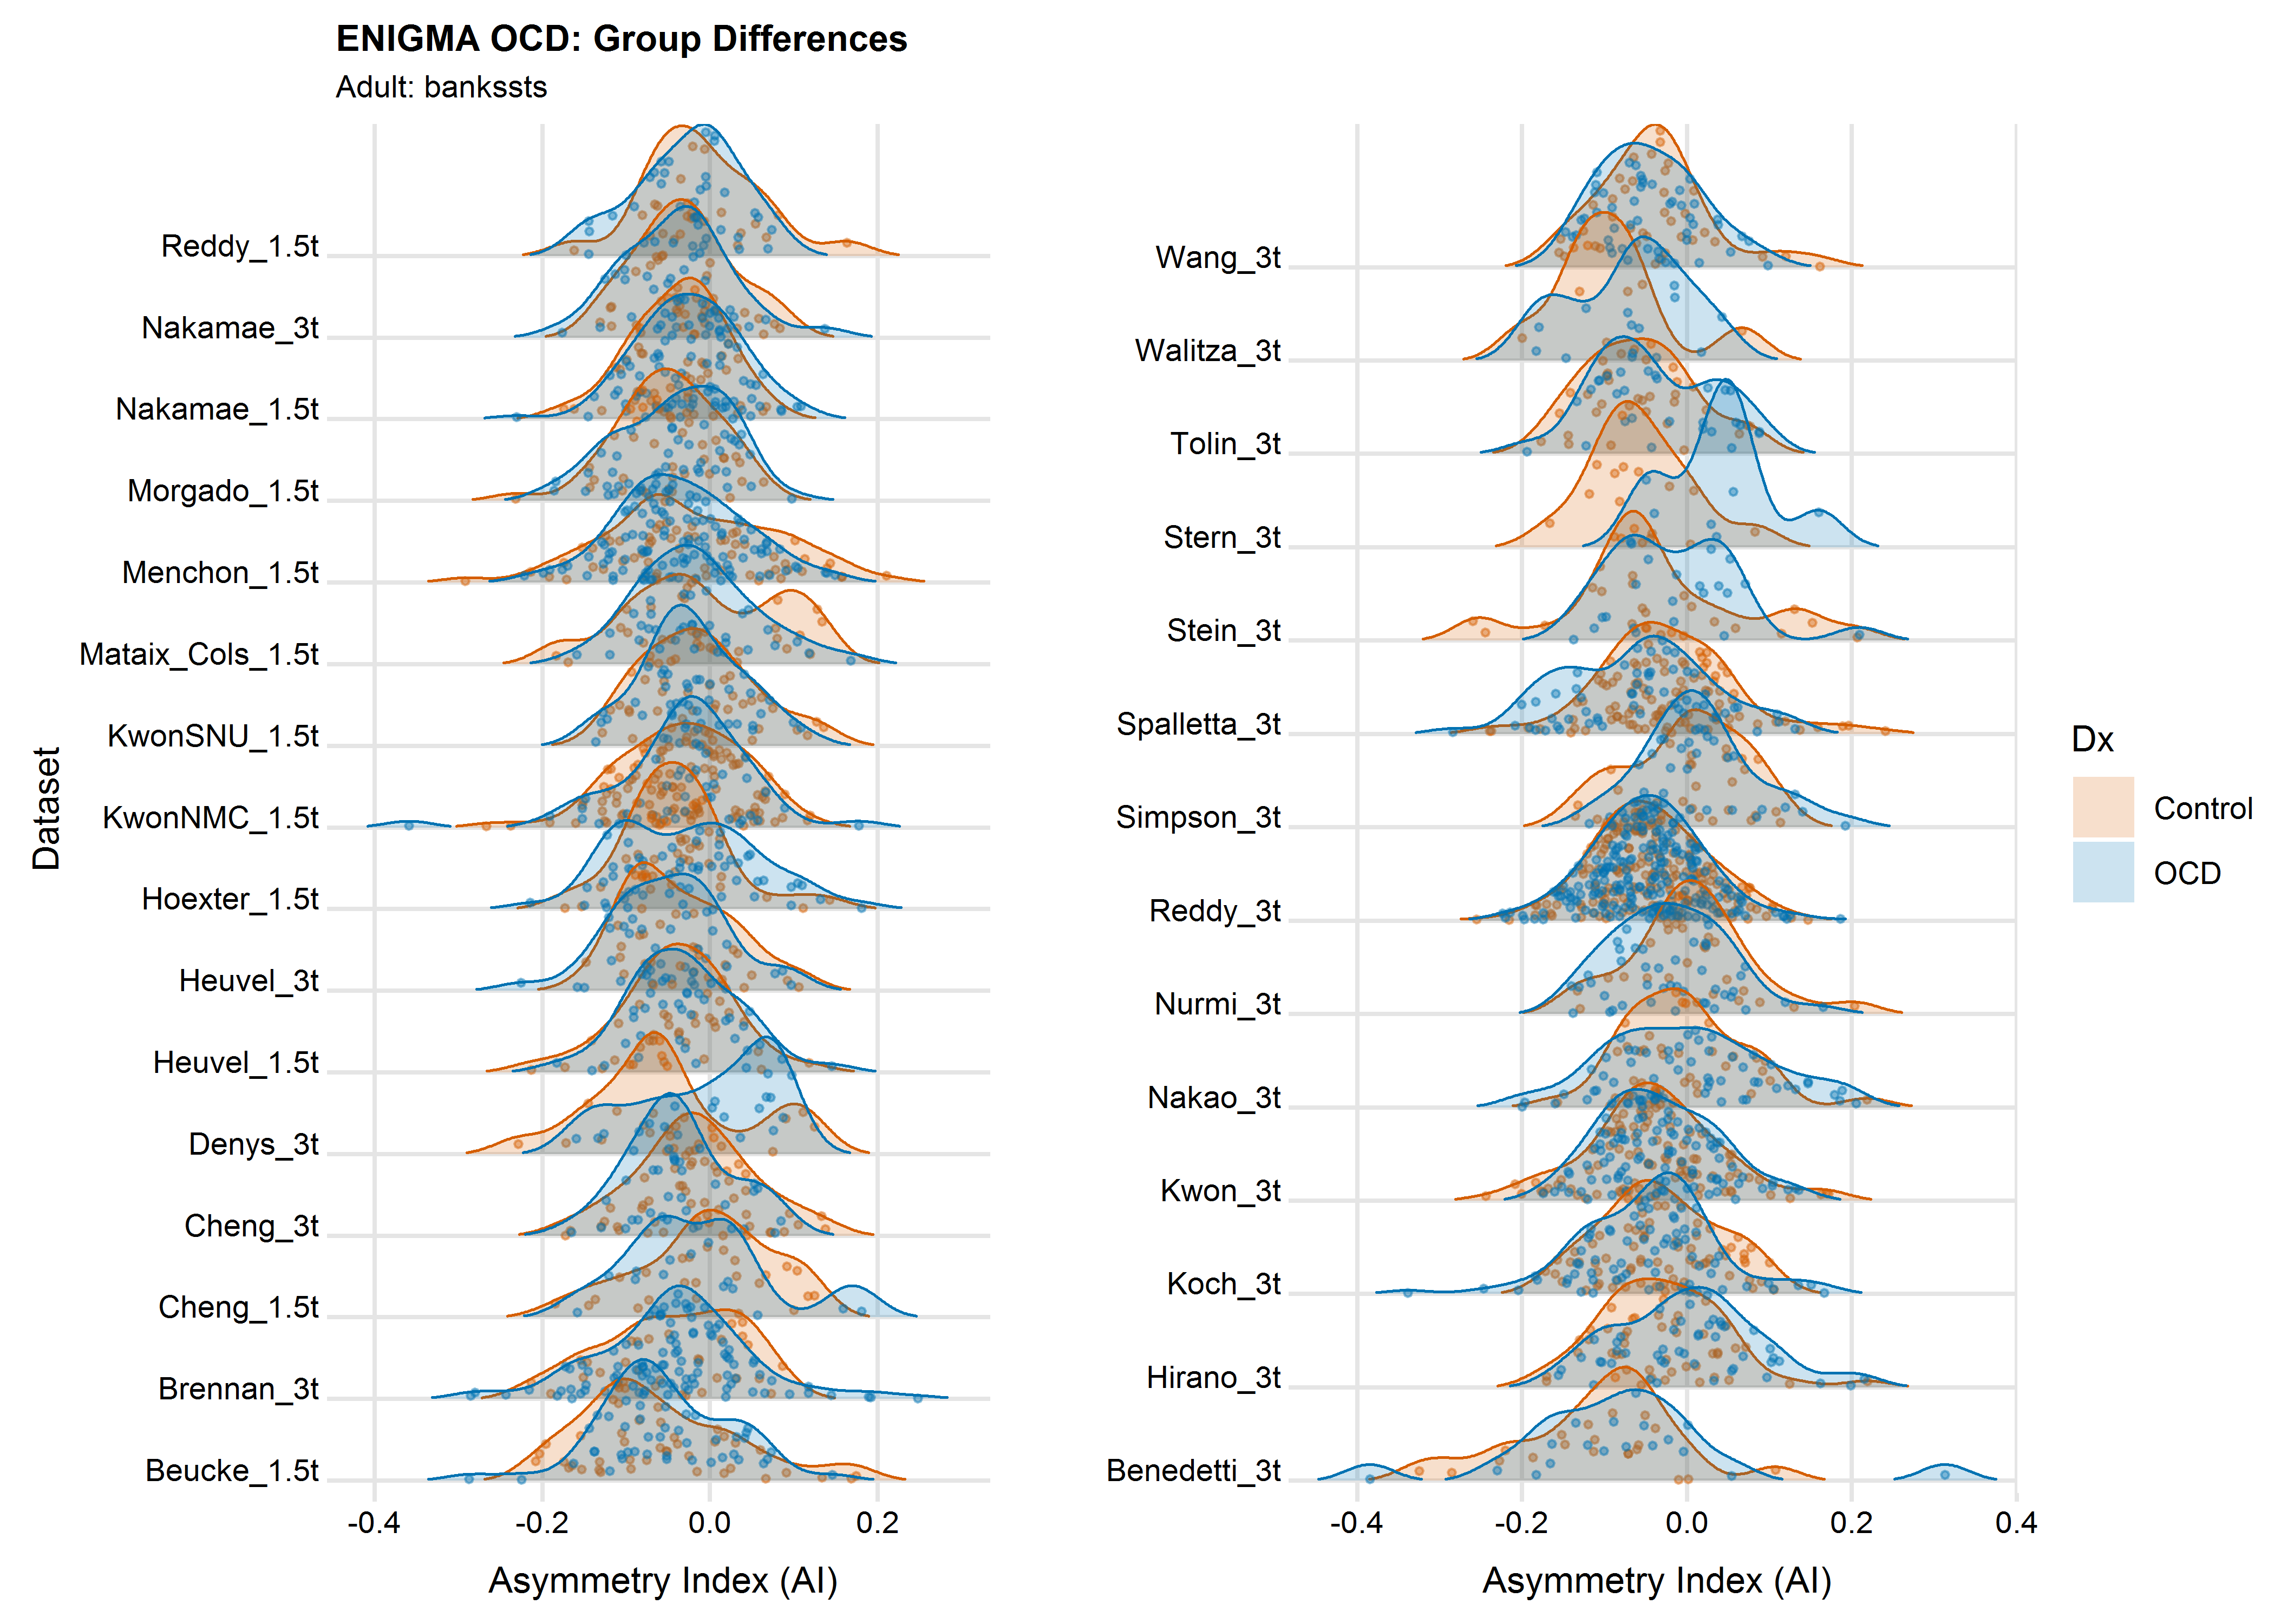 ENIGMA OCD: Group Differences
Adult: bankssts
Dataset
Reddy_1.5t
Nakamae_3t
Nakamae_1.5t
Morgado_1.5t
Menchon_1.5t
Mataix_Cols_1.5t
KwonSNU_1.5t
KwonNMC_1.5t
Hoexter_1.5t
Heuvel_3t
Heuvel_1.5t
Denys_3t
Cheng_3t
Cheng_1.5t
Brennan_3t
Beucke_1.5t
-0.4 -0.2 0.0 0.2
Asymmetry Index (AI)
Wang_3t
Walitza_3t
Tolin_3t
Stern_3t
Stein_3t
Spalletta_3t
Simpson_3t
Reddy_3t
Nurmi_3t
Nakao_3t
Kwon_3t
Koch_3t
Hirano_3t
Benedetti_3t
-0.4 -0.2 0.0 0.2 0.4
Asymmetry Index (AI)
Dx
Control
OCD